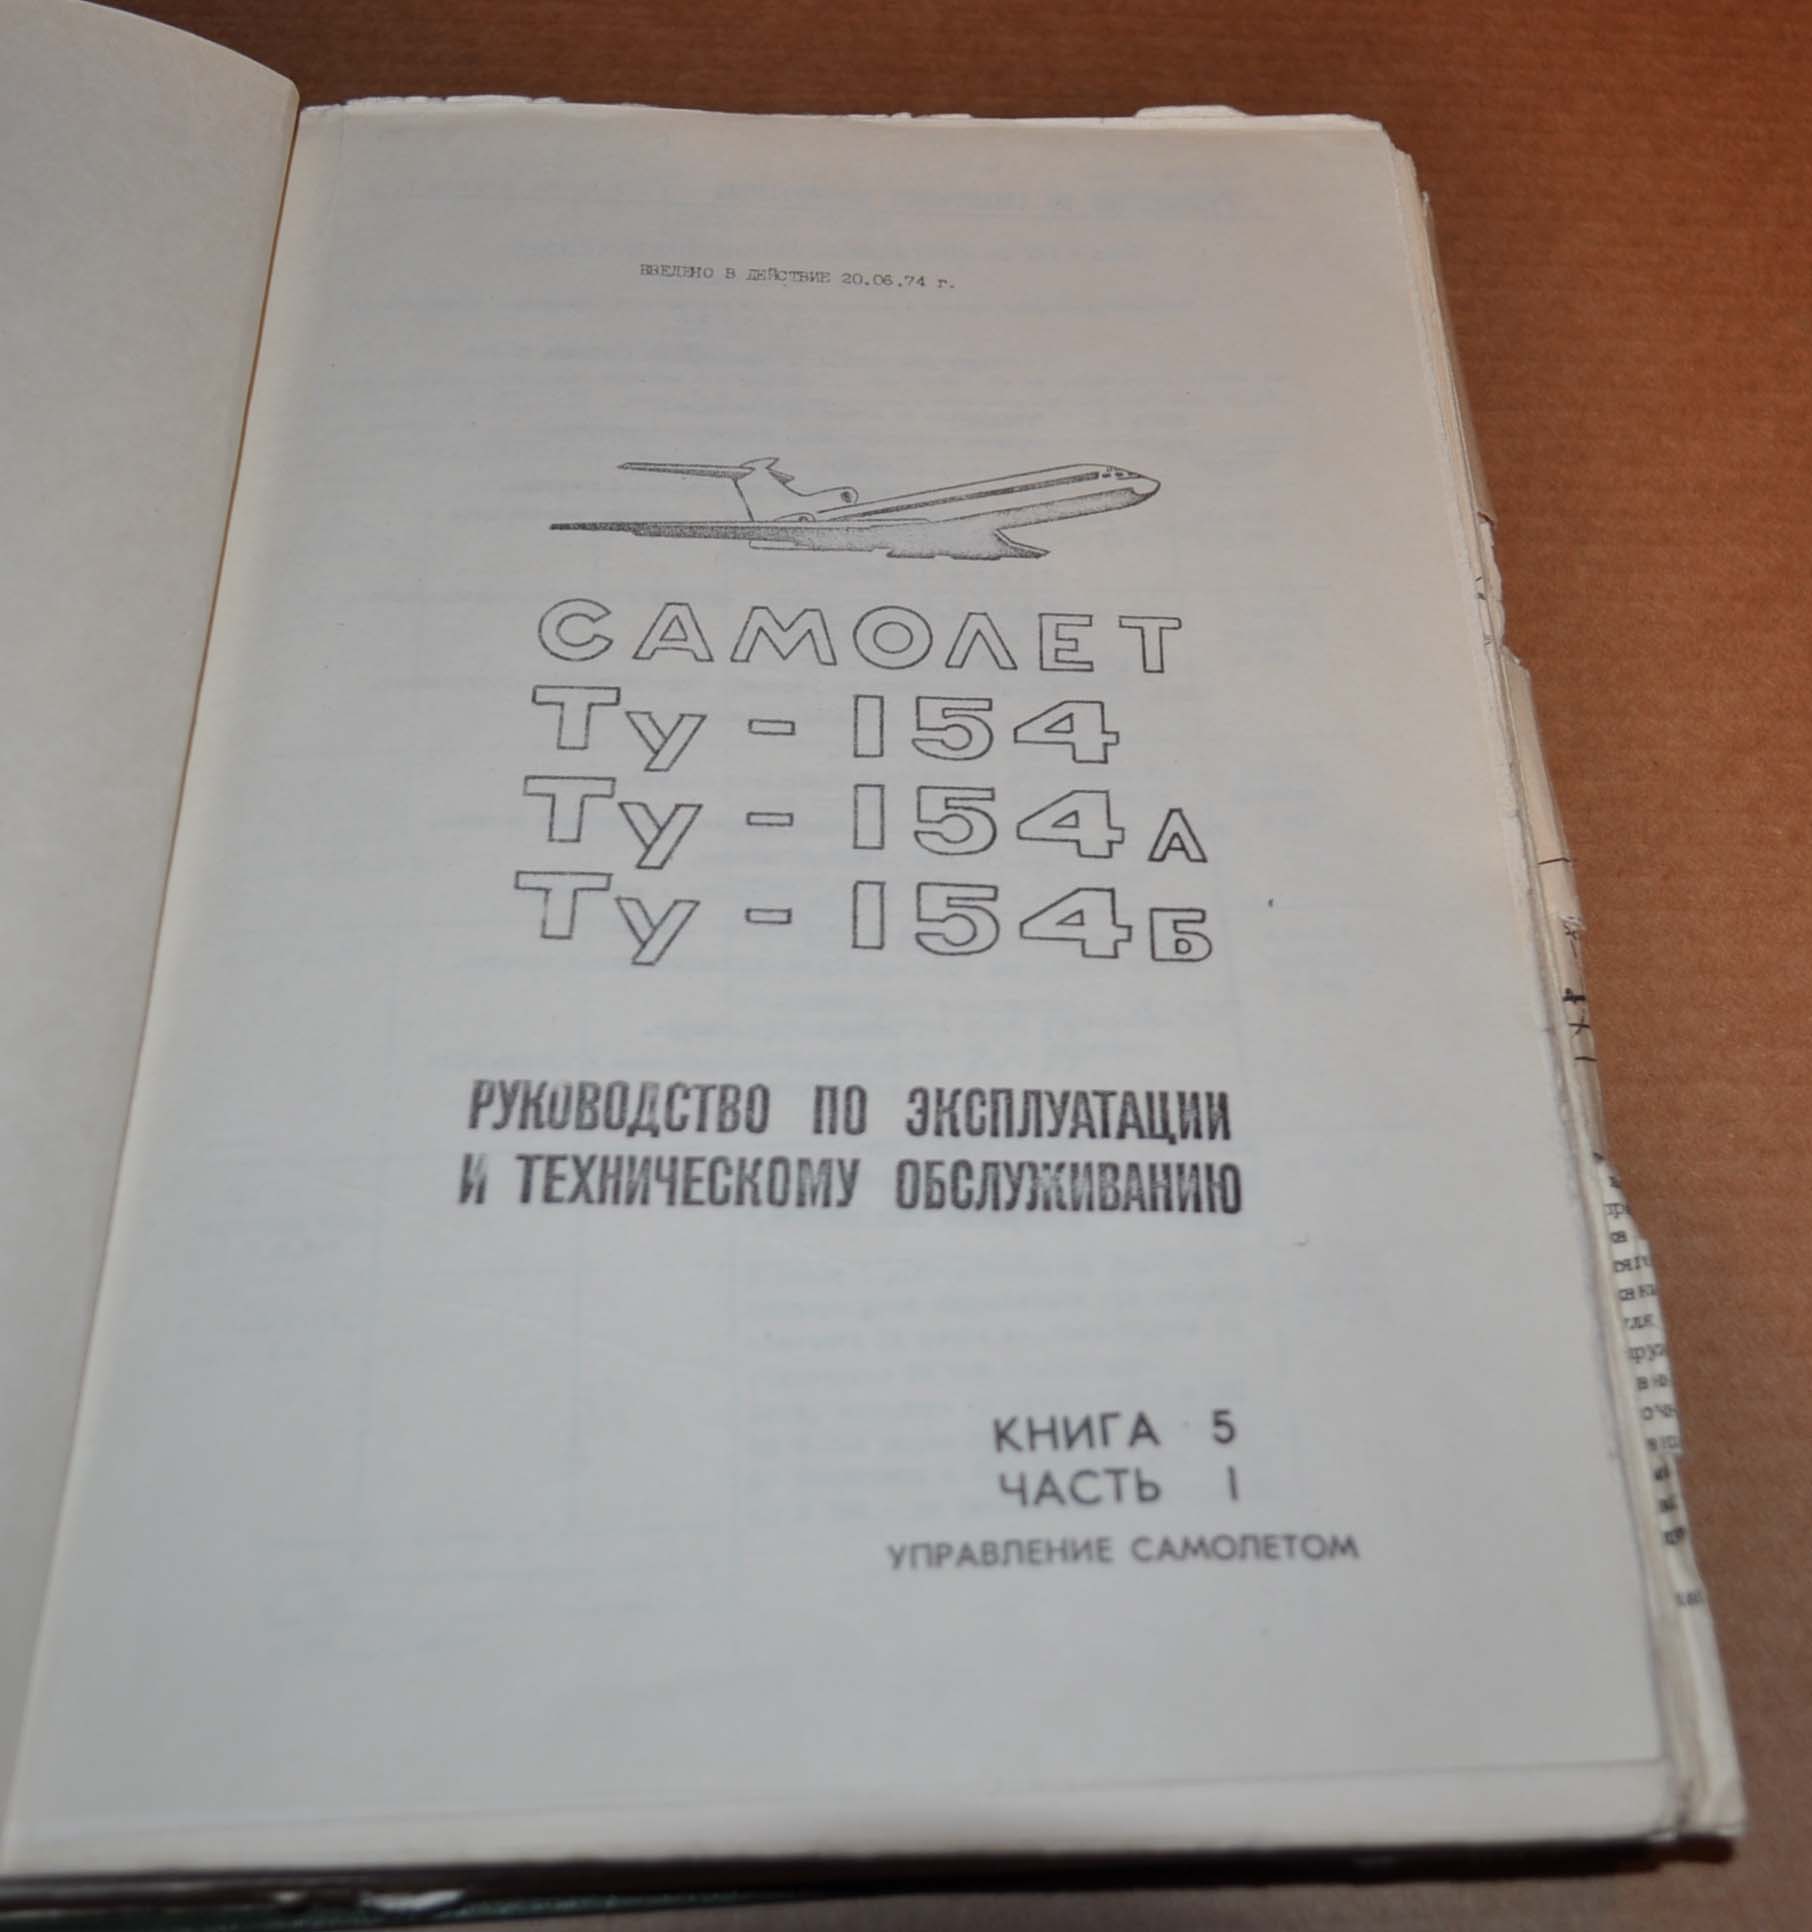 ВВЕДЕНО В ДЕЙСТВИЕ 20.06.74 г.
САМОЛЕТ
Ту-154
Ту-154А
Ту-154Б
РУКОВОДСТВО ПО ЭКСПЛУАТАЦИИ
И ТЕХНИЧЕСКОМУ ОБСЛУЖИВАНИЮ
КНИГА 5
ЧАСТЬ I
УПРАВЛЕНИЕ САМОЛЕТОМ